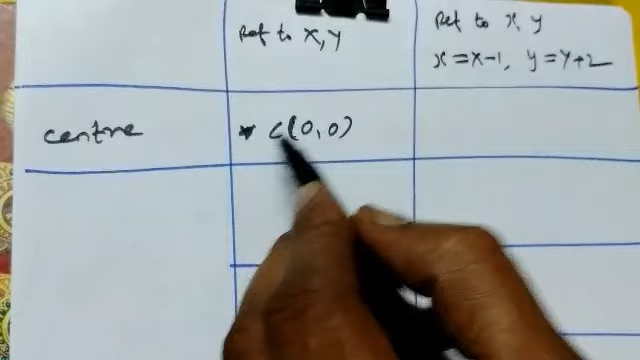 Ref to X, Y
Ref to x, y
x = X-1, y = Y+2
centre
C(0,0)